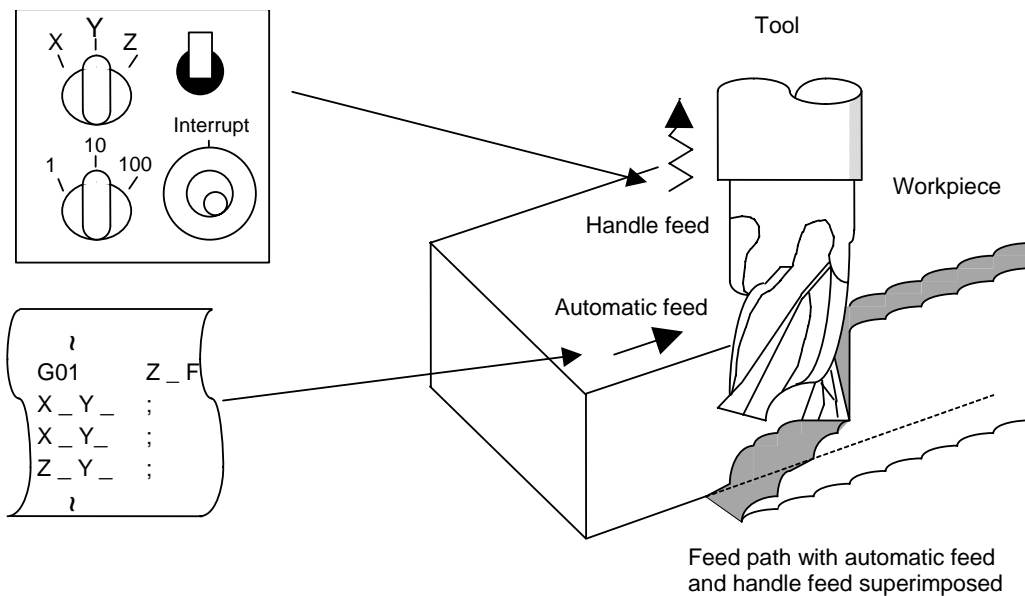 X Y Z
Interrupt
1 10 100
Tool
Workpiece
Handle feed
Automatic feed
~
G01 Z _ F
X _ Y _ ;
X _ Y_ ;
Z _ Y _ ;
~
Feed path with automatic feed
and handle feed superimposed